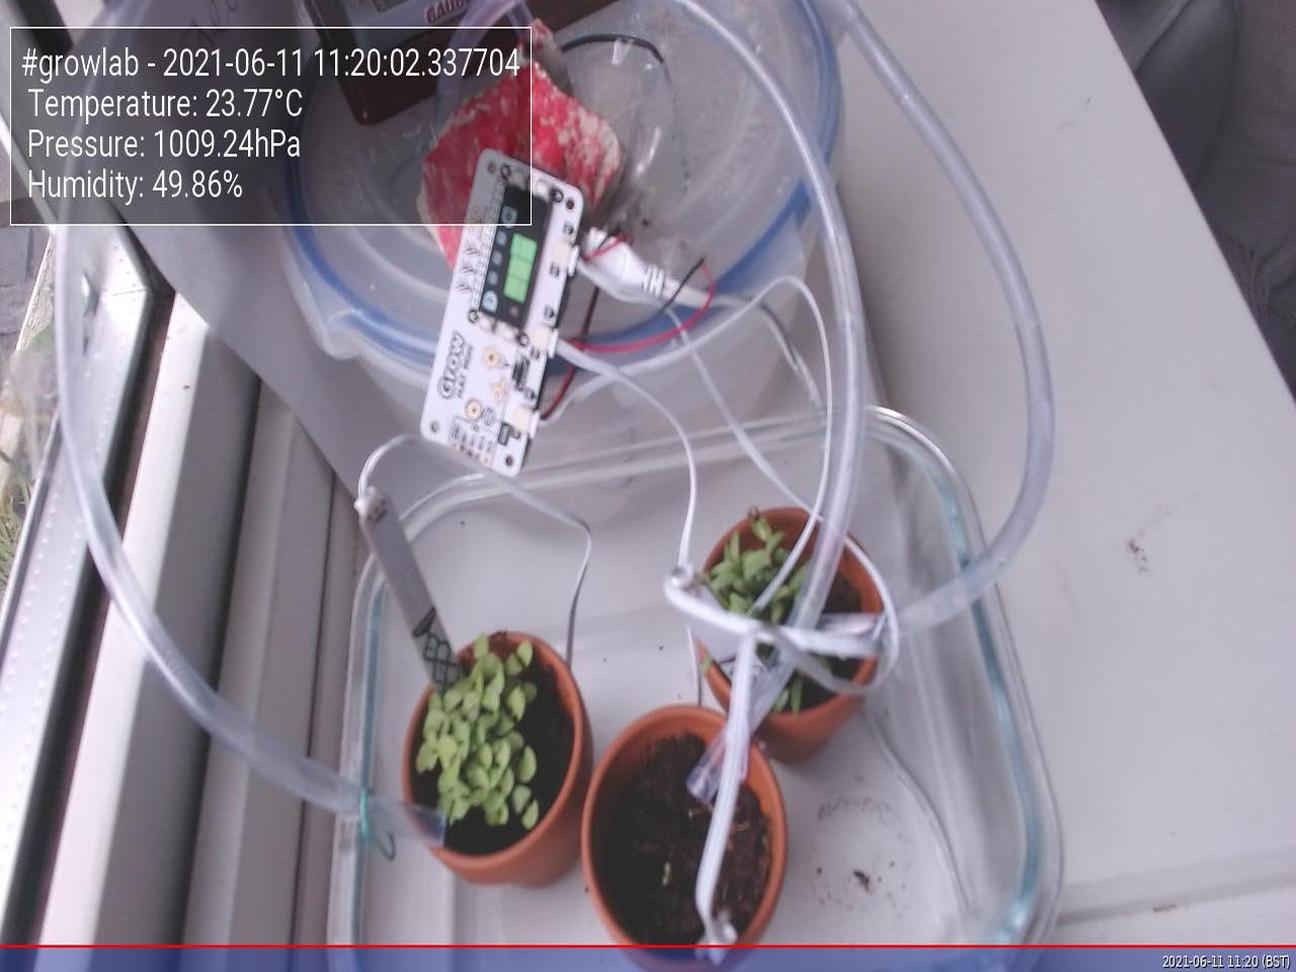 #growlab - 2021-06-11 11:20:02.337704
Temperature: 23.77°C
Pressure: 1009.24hPa
Humidity: 49.86%
GROW
2021-06-11 11:20 (BST)